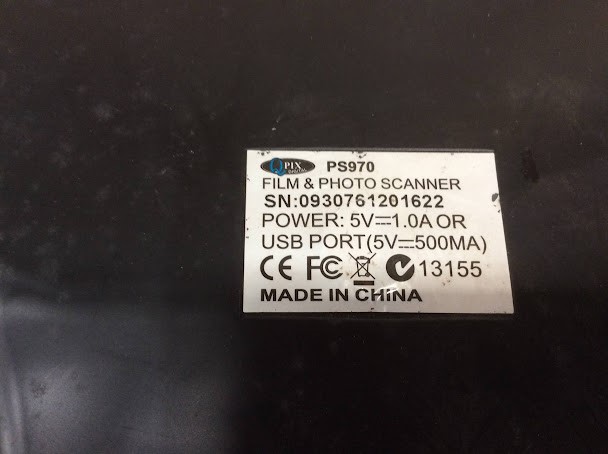 QPIX DIGITAL PS970
FILM & PHOTO SCANNER
SN:0930761201622
POWER: 5V⎓1.0A OR
USB PORT(5V⎓500MA)
CE FC 13155
MADE IN CHINA